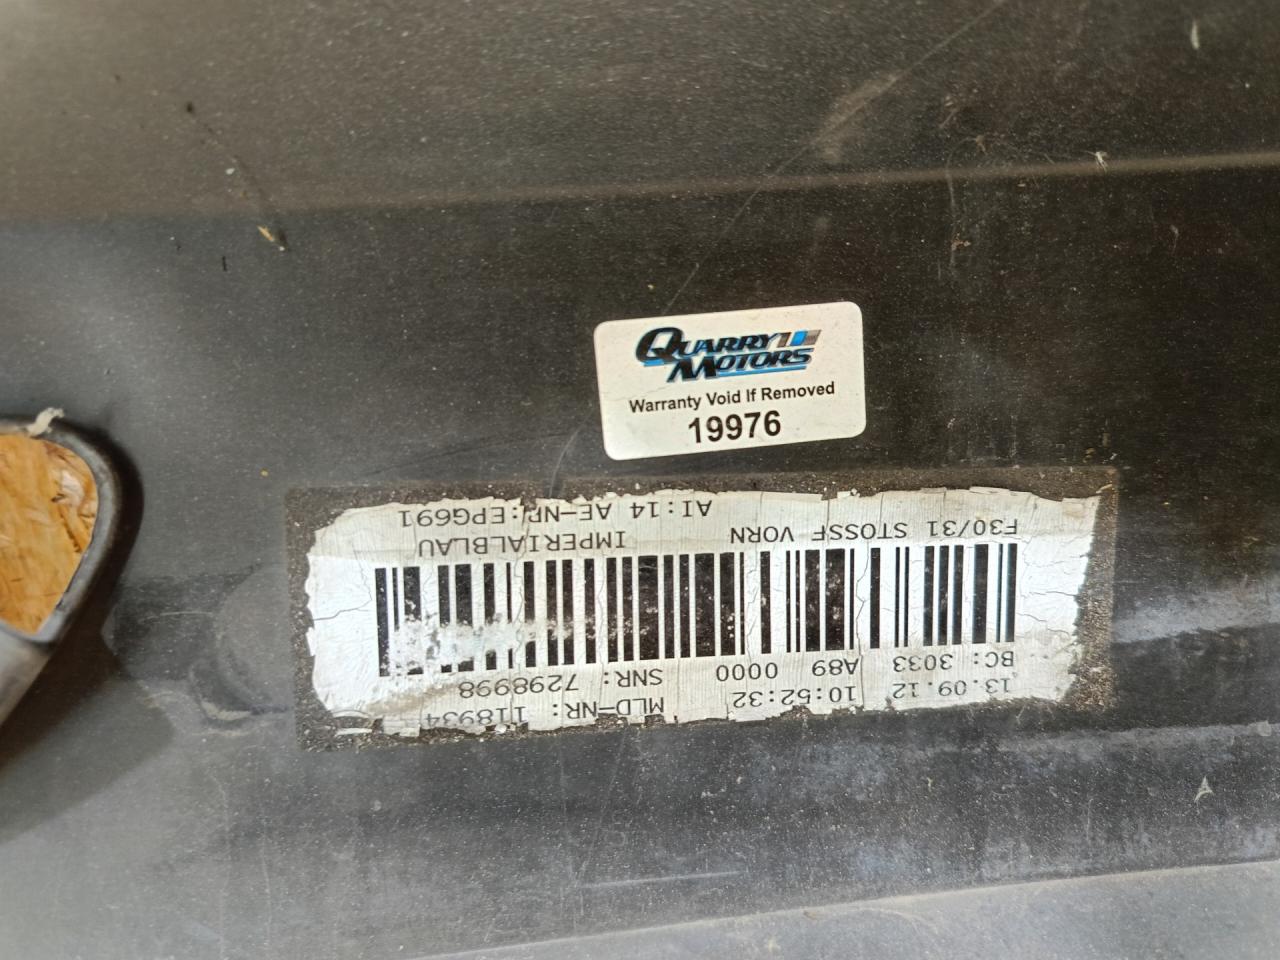 QUARRY
MOTORS
Warranty Void If Removed
19976
13.09.12 10:52:32 MLD-NR: 118934
BC: 3033 A89 0000 SNR: 7298998
F30/31 STOSSF VORN IMPERIALBLAU
AI:14 AE-NR:EPG691